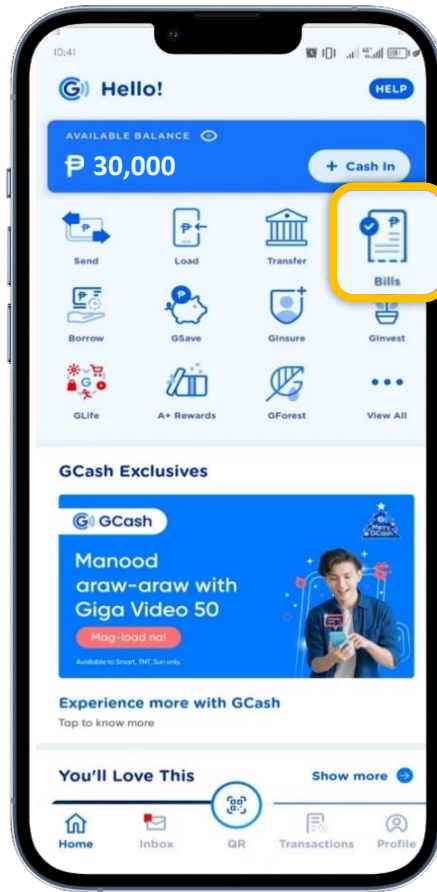 10:41
Hello!
HELP
AVAILABLE BALANCE
₱ 30,000
+ Cash In
Send
Load
Transfer
Bills
Borrow
GSave
GInsure
GInvest
GLife
A+ Rewards
GForest
View All
GCash Exclusives
GCash
Merry
GCash
Manood
araw-araw with
Giga Video 50
Mag-load na!
Available to Smart, TNT, Sun only.
Experience more with GCash
Tap to know more
You'll Love This
Show more
Home
Inbox
QR
Transactions
Profile